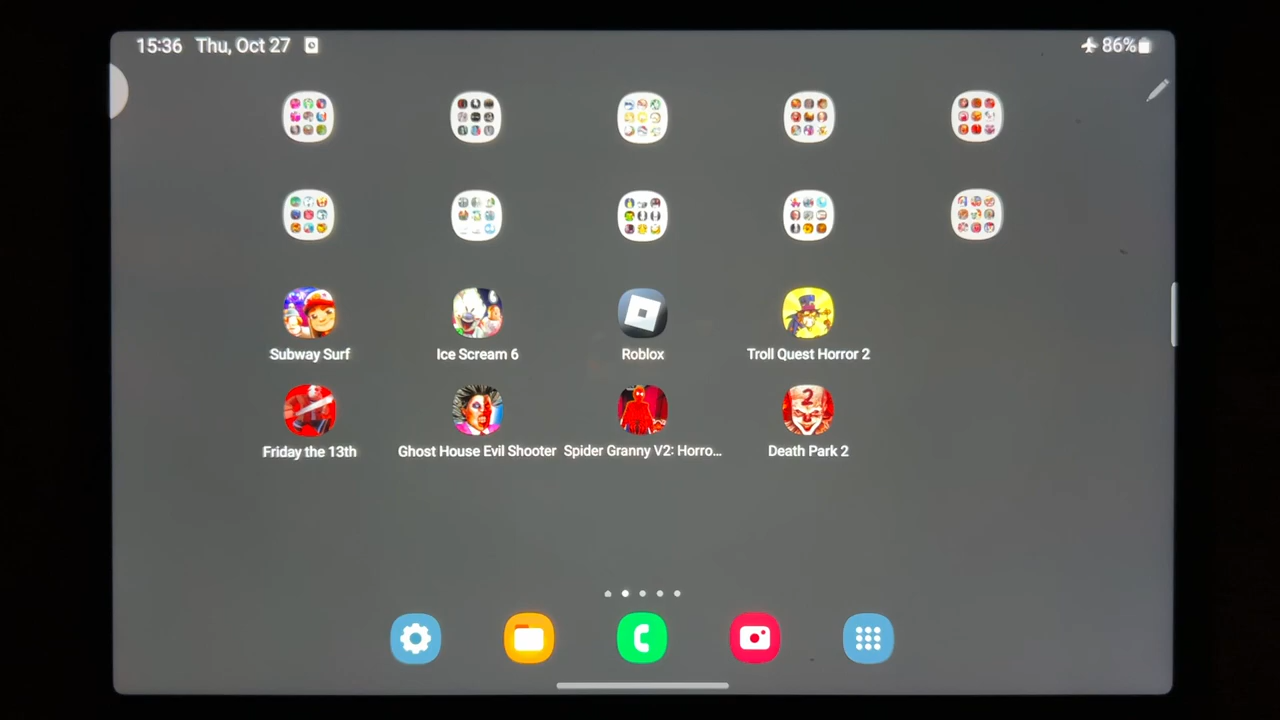 15:36 Thu, Oct 27
86%
Subway Surf
Ice Scream 6
Roblox
Troll Quest Horror 2
2
Friday the 13th
Ghost House Evil Shooter
Spider Granny V2: Horro...
Death Park 2